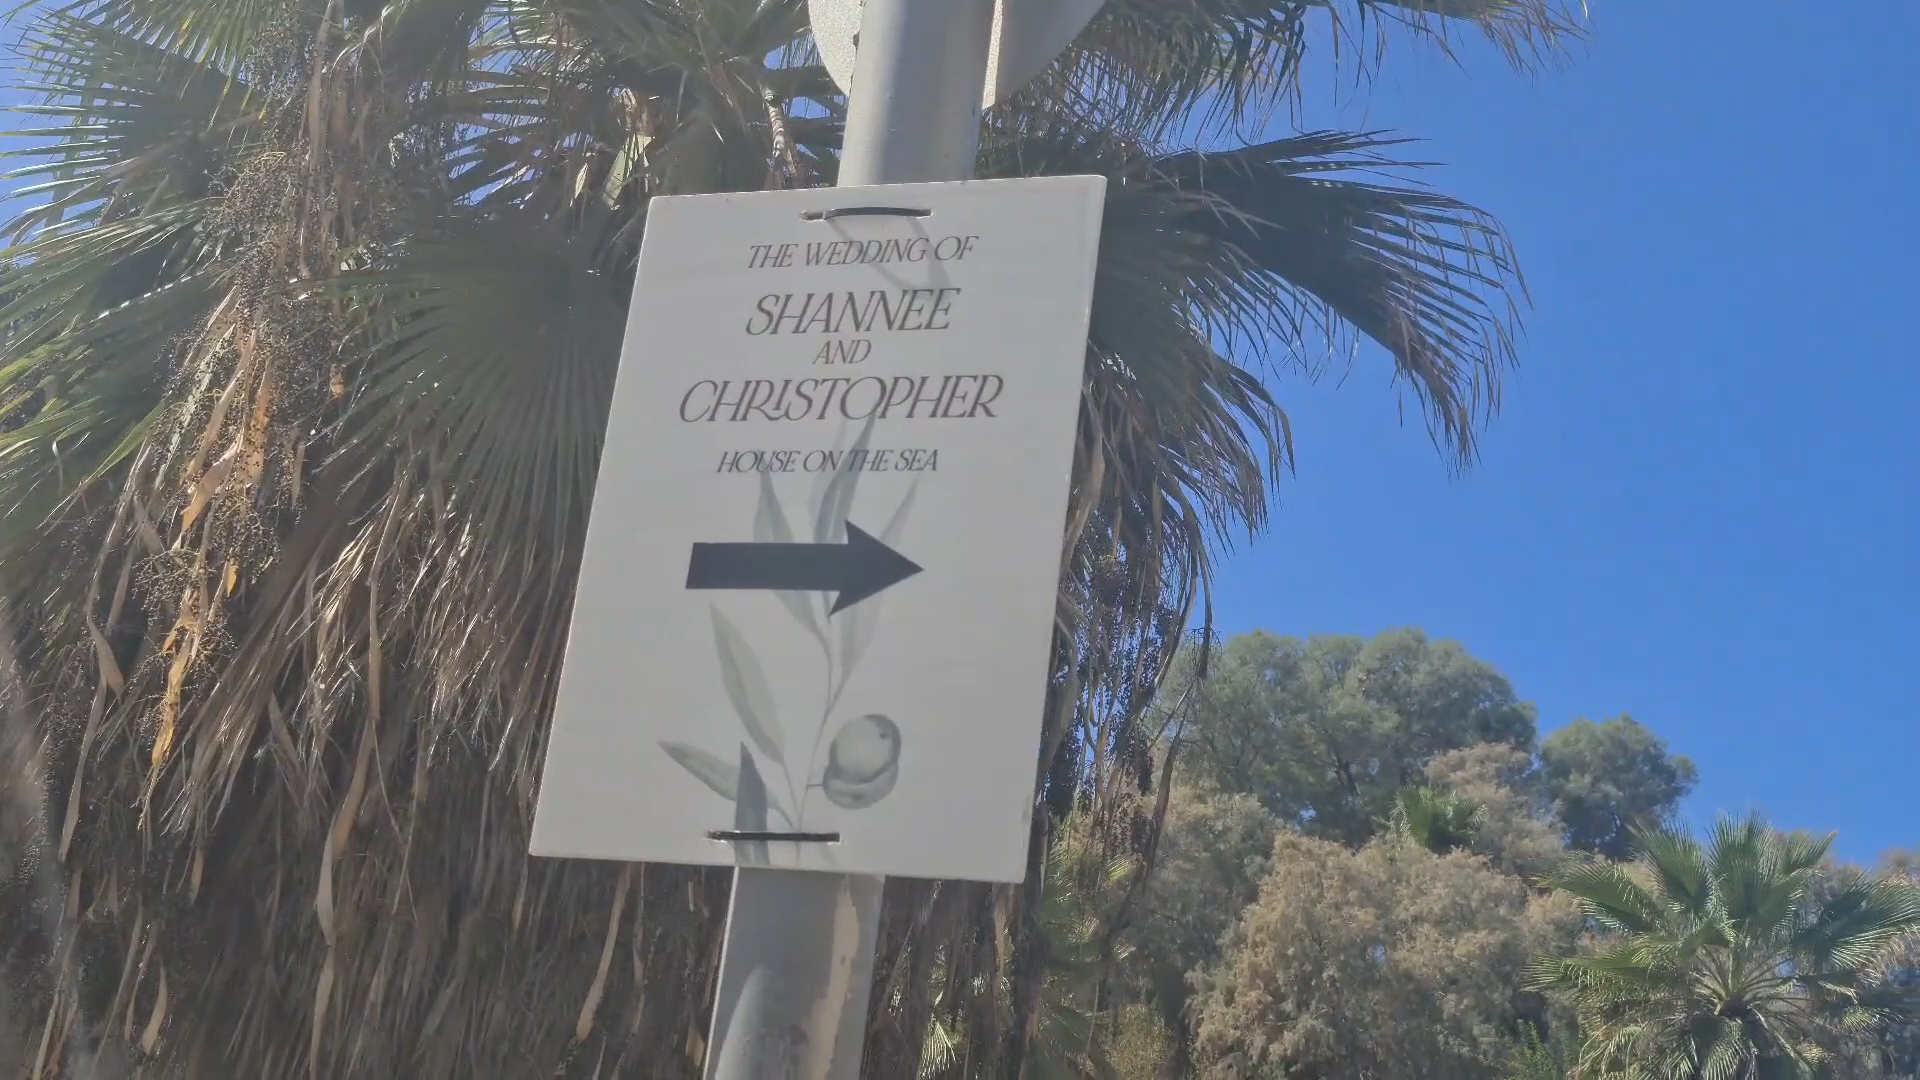 THE WEDDING OF
SHANNEE
AND
CHRISTOPHER
HOUSE ON THE SEA